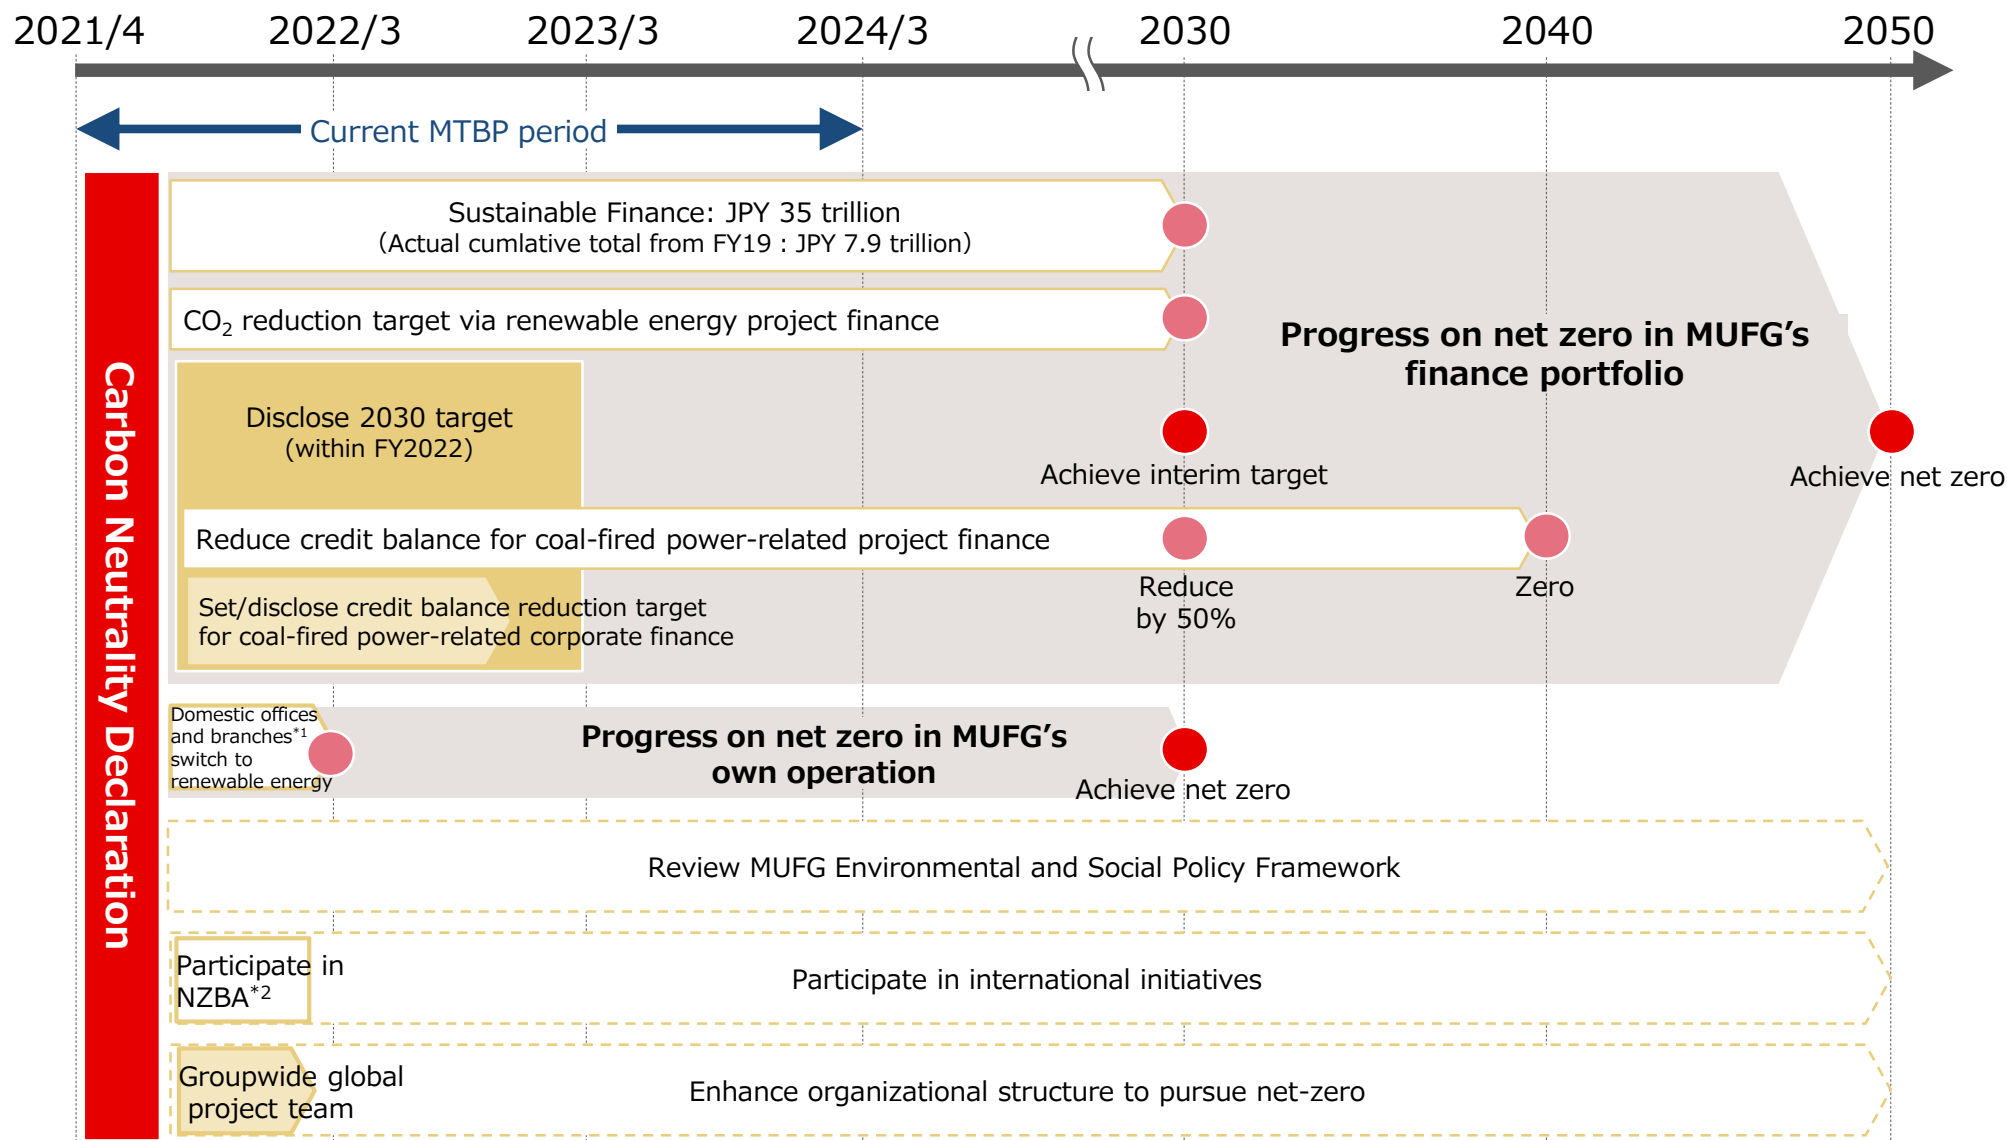 2021/4 2022/3 2023/3 2024/3 2030 2040 2050
Current MTBP period
Carbon Neutrality Declaration
Sustainable Finance: JPY 35 trillion
(Actual cumlative total from FY19 : JPY 7.9 trillion)
CO₂ reduction target via renewable energy project finance
Progress on net zero in MUFG's
finance portfolio
Disclose 2030 target
(within FY2022)
Achieve interim target
Achieve net zero
Reduce credit balance for coal-fired power-related project finance
Reduce
by 50%
Zero
Set/disclose credit balance reduction target
for coal-fired power-related corporate finance
Domestic offices
and branches*1
switch to
renewable energy
Progress on net zero in MUFG's
own operation
Achieve net zero
Review MUFG Environmental and Social Policy Framework
Participate in
NZBA*2
Participate in international initiatives
Groupwide global
project team
Enhance organizational structure to pursue net-zero